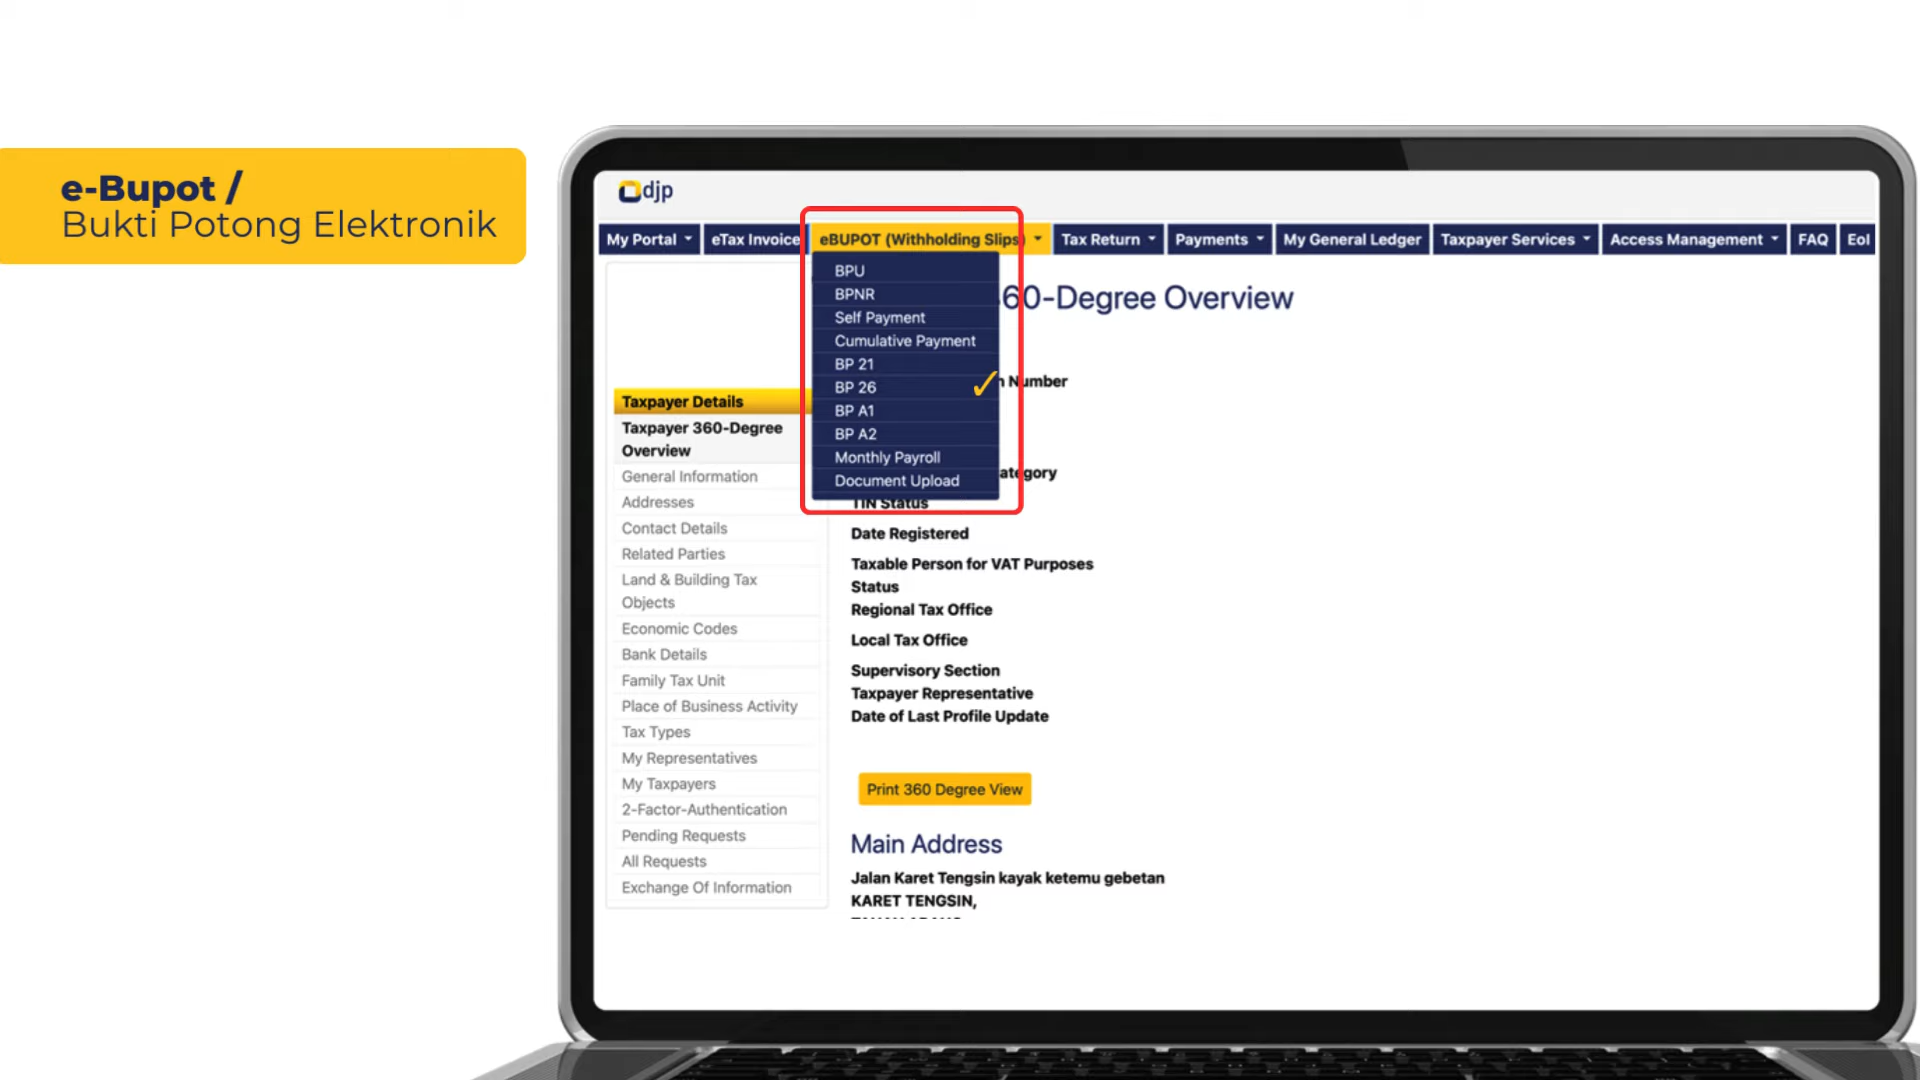 e-Bupot /
Bukti Potong Elektronik
djp
My Portal
eTax Invoice
eBUPOT (Withholding Slips)
Tax Return
Payments
My General Ledger
Taxpayer Services
Access Management
FAQ
EoI
BPU
BPNR
Self Payment
Cumulative Payment
BP 21
BP 26
BP A1
BP A2
Monthly Payroll
Document Upload
60-Degree Overview
Number
ategory
TIN Status
Date Registered
Taxable Person for VAT Purposes
Status
Regional Tax Office
Local Tax Office
Supervisory Section
Taxpayer Representative
Date of Last Profile Update
Print 360 Degree View
Main Address
Jalan Karet Tengsin kayak ketemu gebetan
KARET TENGSIN,
Taxpayer Details
Taxpayer 360-Degree
Overview
General Information
Addresses
Contact Details
Related Parties
Land & Building Tax
Objects
Economic Codes
Bank Details
Family Tax Unit
Place of Business Activity
Tax Types
My Representatives
My Taxpayers
2-Factor-Authentication
Pending Requests
All Requests
Exchange Of Information